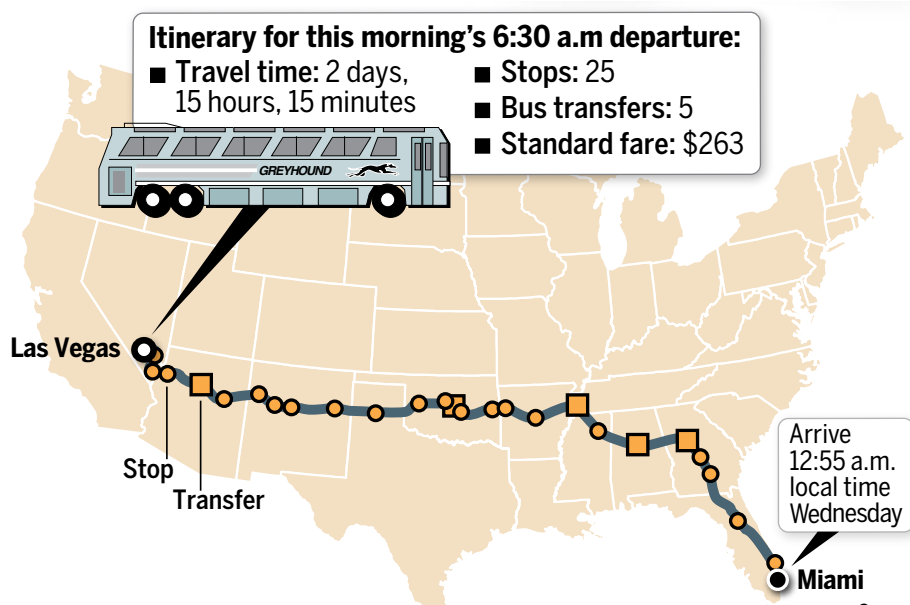 Itinerary for this morning's 6:30 a.m departure:
■ Travel time: 2 days,
15 hours, 15 minutes
■ Stops: 25
■ Bus transfers: 5
■ Standard fare: $263
GREYHOUND
Las Vegas
Stop
Transfer
Arrive
12:55 a.m.
local time
Wednesday
Miami